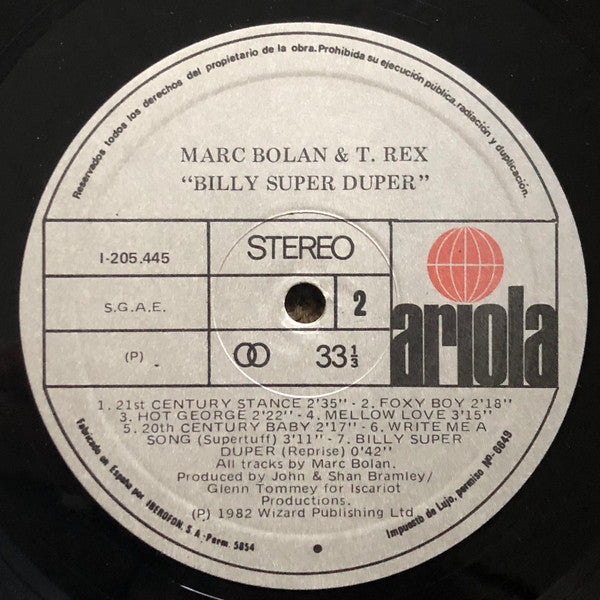 Reservados todos los derechos del propietario de la obra. Prohibida su ejecución pública, radiación y duplicación.
MARC BOLAN & T. REX
"BILLY SUPER DUPER"
I-205.445
STEREO
S.G.A.E.
2
ariola
(P)
33 1/3
1. 21st CENTURY STANCE 2'35" - 2. FOXY BOY 2'18"
3. HOT GEORGE 2'22" - 4. MELLOW LOVE 3'15"
5. 20th CENTURY BABY 2'17" - 6. WRITE ME A
SONG (Supertuff) 3'11" - 7. BILLY SUPER
DUPER (Reprise) 0'42"
All tracks by Marc Bolan.
Produced by John & Shan Bramley/
Glenn Tommey for Iscariot
Productions.
(P) 1982 Wizard Publishing Ltd.
Fabricado en España por IBEROFON, S. A.-Perm. 5854
Impuesto de Lujo, permiso Nº-6649